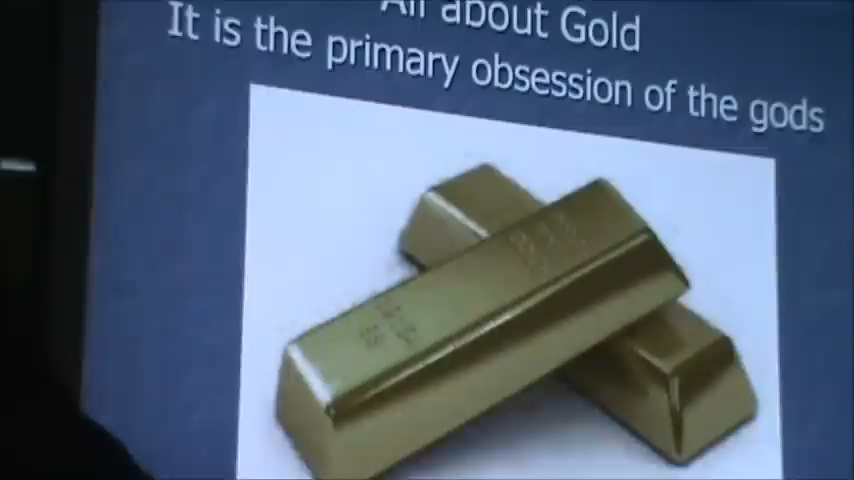 All about Gold
It is the primary obsession of the gods